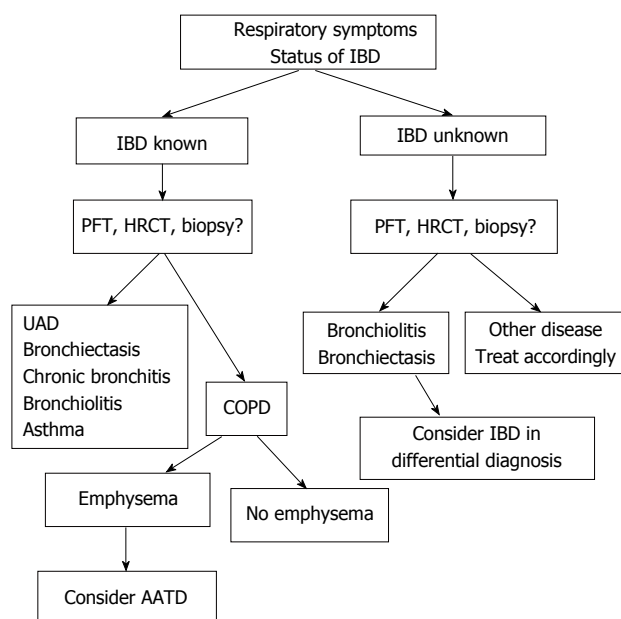 Respiratory symptoms
Status of IBD
IBD known
IBD unknown
PFT, HRCT, biopsy?
PFT, HRCT, biopsy?
UAD
Bronchiectasis
Chronic bronchitis
Bronchiolitis
Asthma
COPD
Bronchiolitis
Bronchiectasis
Other disease
Treat accordingly
Consider IBD in
differential diagnosis
Emphysema
No emphysema
Consider AATD